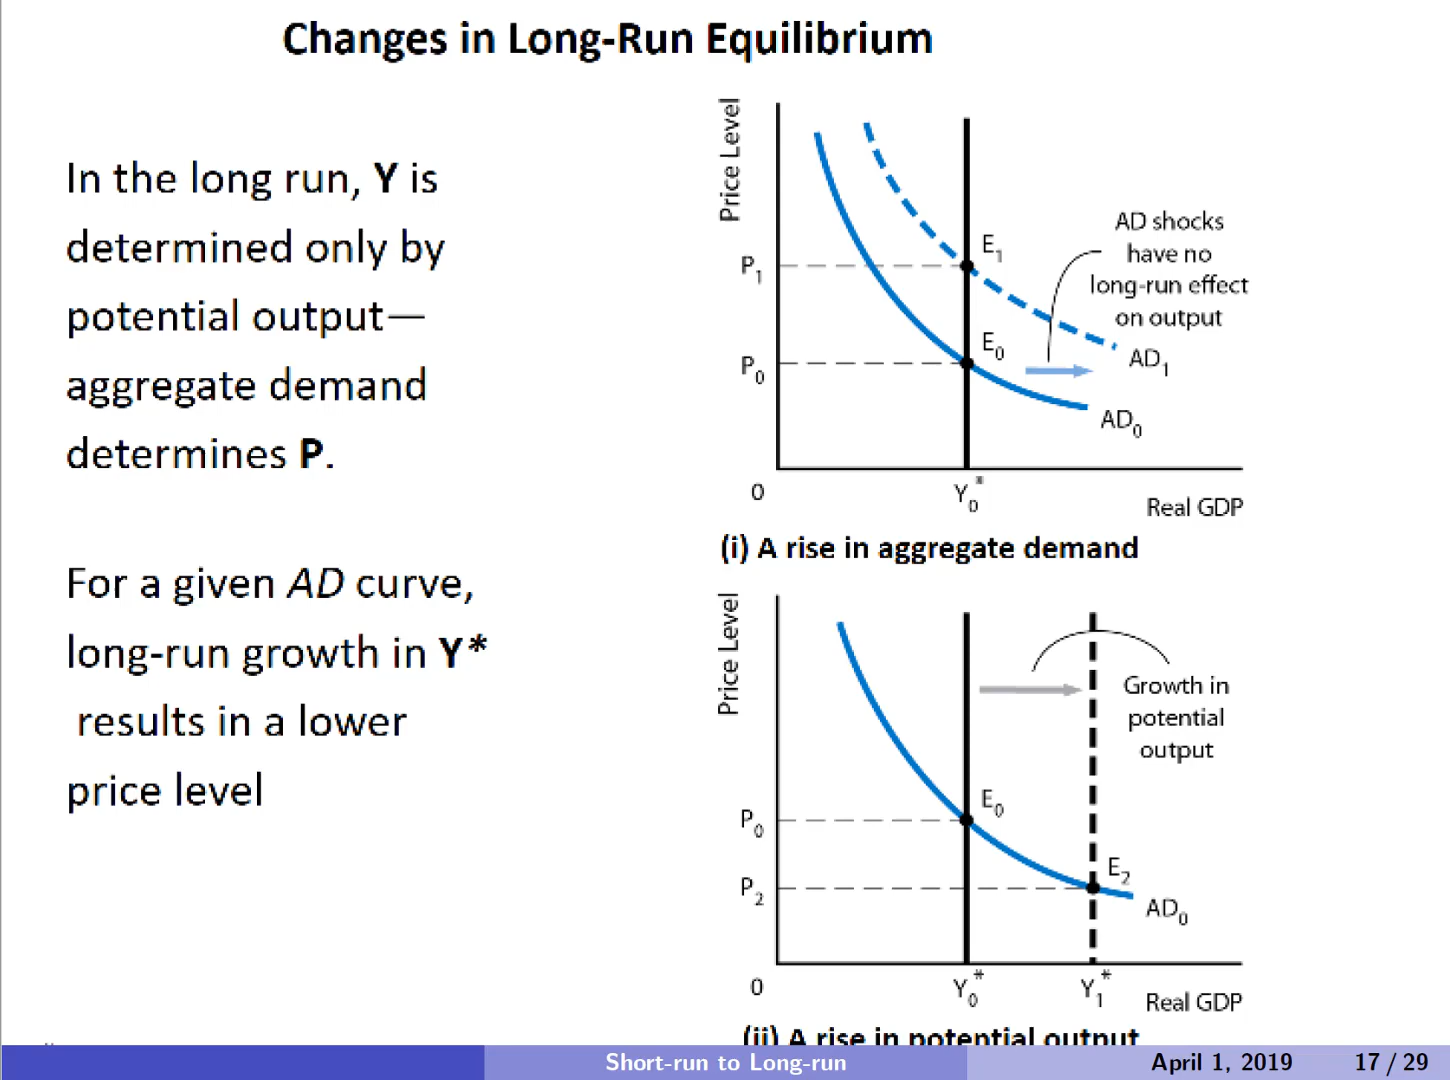 Changes in Long-Run Equilibrium
In the long run, Y is
determined only by
potential output—
aggregate demand
determines P.
For a given AD curve,
long-run growth in Y*
results in a lower
price level
Price Level
E₁
P₁
AD shocks
have no
long-run effect
on output
E₀
P₀
AD₁
AD₀
0
Y₀*
Real GDP
(i) A rise in aggregate demand
Price Level
Growth in
potential
output
E₀
P₀
E₂
P₂
AD₀
0
Y₀*
Y₁*
Real GDP
(ii) A rise in potential output
Short-run to Long-run
April 1, 2019
17 / 29